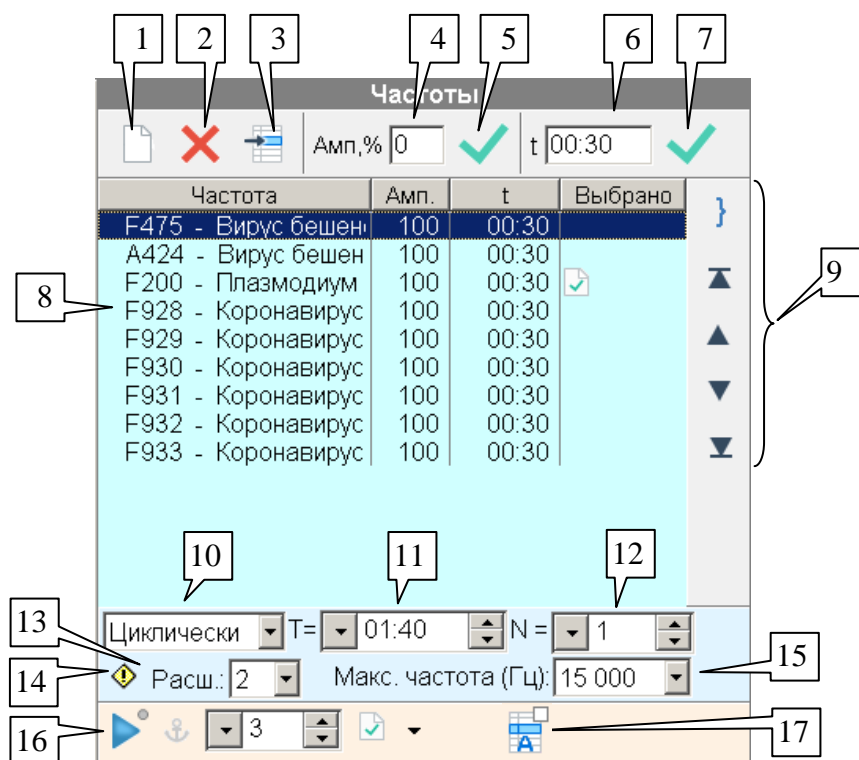 1 2 3 4 5 6 7
Частоты
Амп,% 0 t 00:30
Частота Амп. t Выбрано
F475 - Вирус бешен 100 00:30
A424 - Вирус бешен 100 00:30
F200 - Плазмодиум 100 00:30
8 F928 - Коронавирус 100 00:30 9
F929 - Коронавирус 100 00:30
F930 - Коронавирус 100 00:30
F931 - Коронавирус 100 00:30
F932 - Коронавирус 100 00:30
F933 - Коронавирус 100 00:30
10 11 12
13 Циклически T= 01:40 N = 1
14 Расш.: 2 Макс. частота (Гц): 15 000 15
16 3 A 17